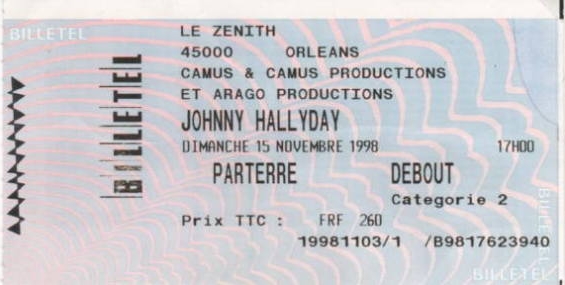 BILLETEL
LE ZENITH
45000 ORLEANS
CAMUS & CAMUS PRODUCTIONS
ET ARAGO PRODUCTIONS
BILLETEL
JOHNNY HALLYDAY
DIMANCHE 15 NOVEMBRE 1998 17H00
PARTERRE DEBOUT
Categorie 2
Prix TTC : FRF 260
19981103/1 /B9817623940
BILLETEL
BILLETEL